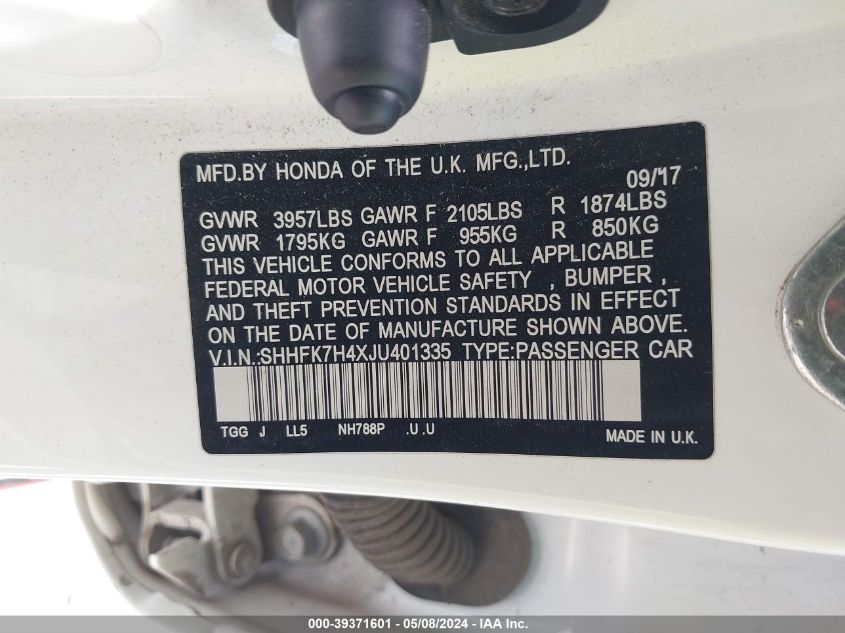 MFD.BY HONDA OF THE U.K. MFG.,LTD.
09/17
GVWR 3957LBS GAWR F 2105LBS R 1874LBS
GVWR 1795KG GAWR F 955KG R 850KG
THIS VEHICLE CONFORMS TO ALL APPLICABLE
FEDERAL MOTOR VEHICLE SAFETY , BUMPER ,
AND THEFT PREVENTION STANDARDS IN EFFECT
ON THE DATE OF MANUFACTURE SHOWN ABOVE.
V.I.N.:SHHFK7H4XJU401335 TYPE:PASSENGER CAR
TGG J LL5 NH788P .U .U MADE IN U.K.
000-39371601 - 05/08/2024 - IAA Inc.